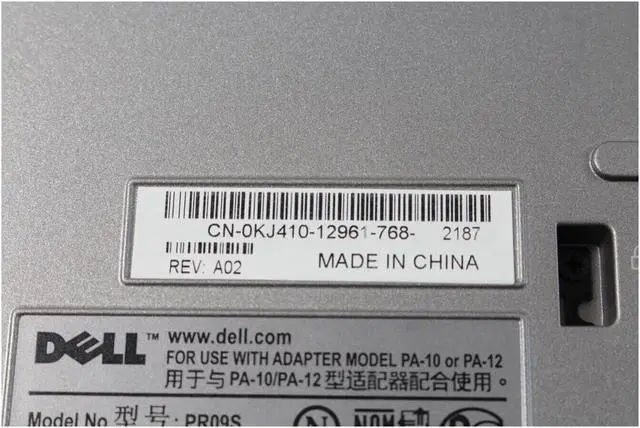 CN-0KJ410-12961-768- 2187
REV: A02 MADE IN CHINA
DELL™ www.dell.com
FOR USE WITH ADAPTER MODEL PA-10 or PA-12
用于与 PA-10/PA-12 型适配器配合使用。
Model No 型号: PR09S
N NOM